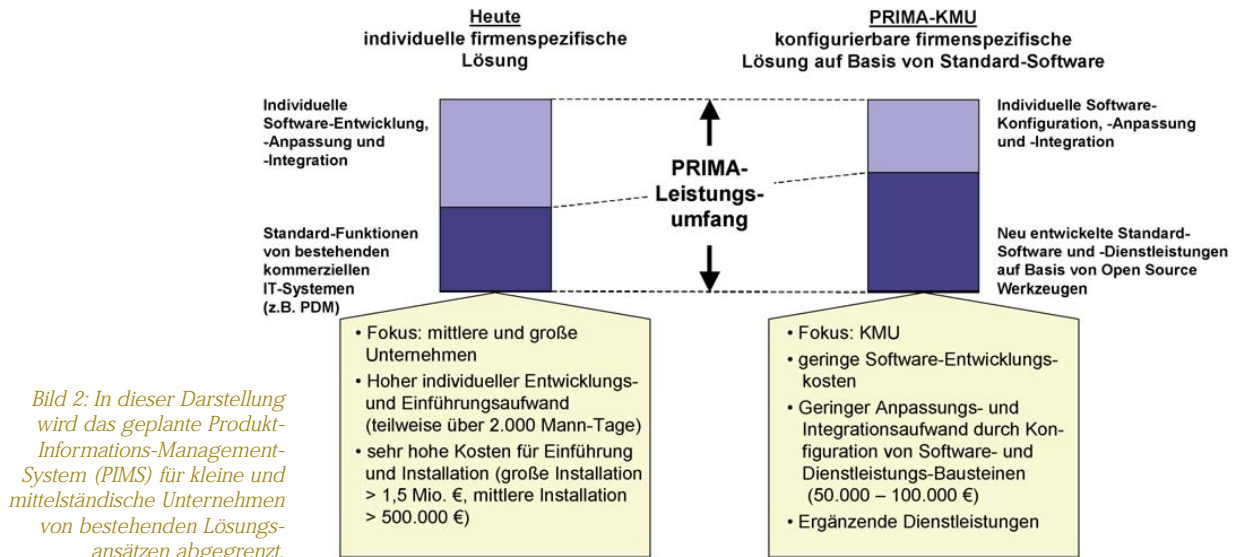 Heute
individuelle firmenspezifische
Lösung
PRIMA-KMU
konfigurierbare firmenspezifische
Lösung auf Basis von Standard-Software
Individuelle
Software-Entwicklung,
-Anpassung und
-Integration
Standard-Funktionen
von bestehenden
kommerziellen
IT-Systemen
(z.B. PDM)
PRIMA-
Leistungs-
umfang
Individuelle Software-
Konfiguration, -Anpassung
und -Integration
Neu entwickelte Standard-
Software und -Dienstleistungen
auf Basis von Open Source
Werkzeugen
• Fokus: mittlere und große
Unternehmen
• Hoher individueller Entwicklungs-
und Einführungsaufwand
(teilweise über 2.000 Mann-Tage)
• sehr hohe Kosten für Einführung
und Installation (große Installation
> 1,5 Mio. €, mittlere Installation
> 500.000 €)
• Fokus: KMU
• geringe Software-Entwicklungs-
kosten
• Geringer Anpassungs- und
Integrationsaufwand durch Kon-
figuration von Software- und
Dienstleistungs-Bausteinen
(50.000 – 100.000 €)
• Ergänzende Dienstleistungen
Bild 2: In dieser Darstellung
wird das geplante Produkt-
Informations-Management-
System (PIMS) für kleine und
mittelständische Unternehmen
von bestehenden Lösungs-
ansätzen abgegrenzt.